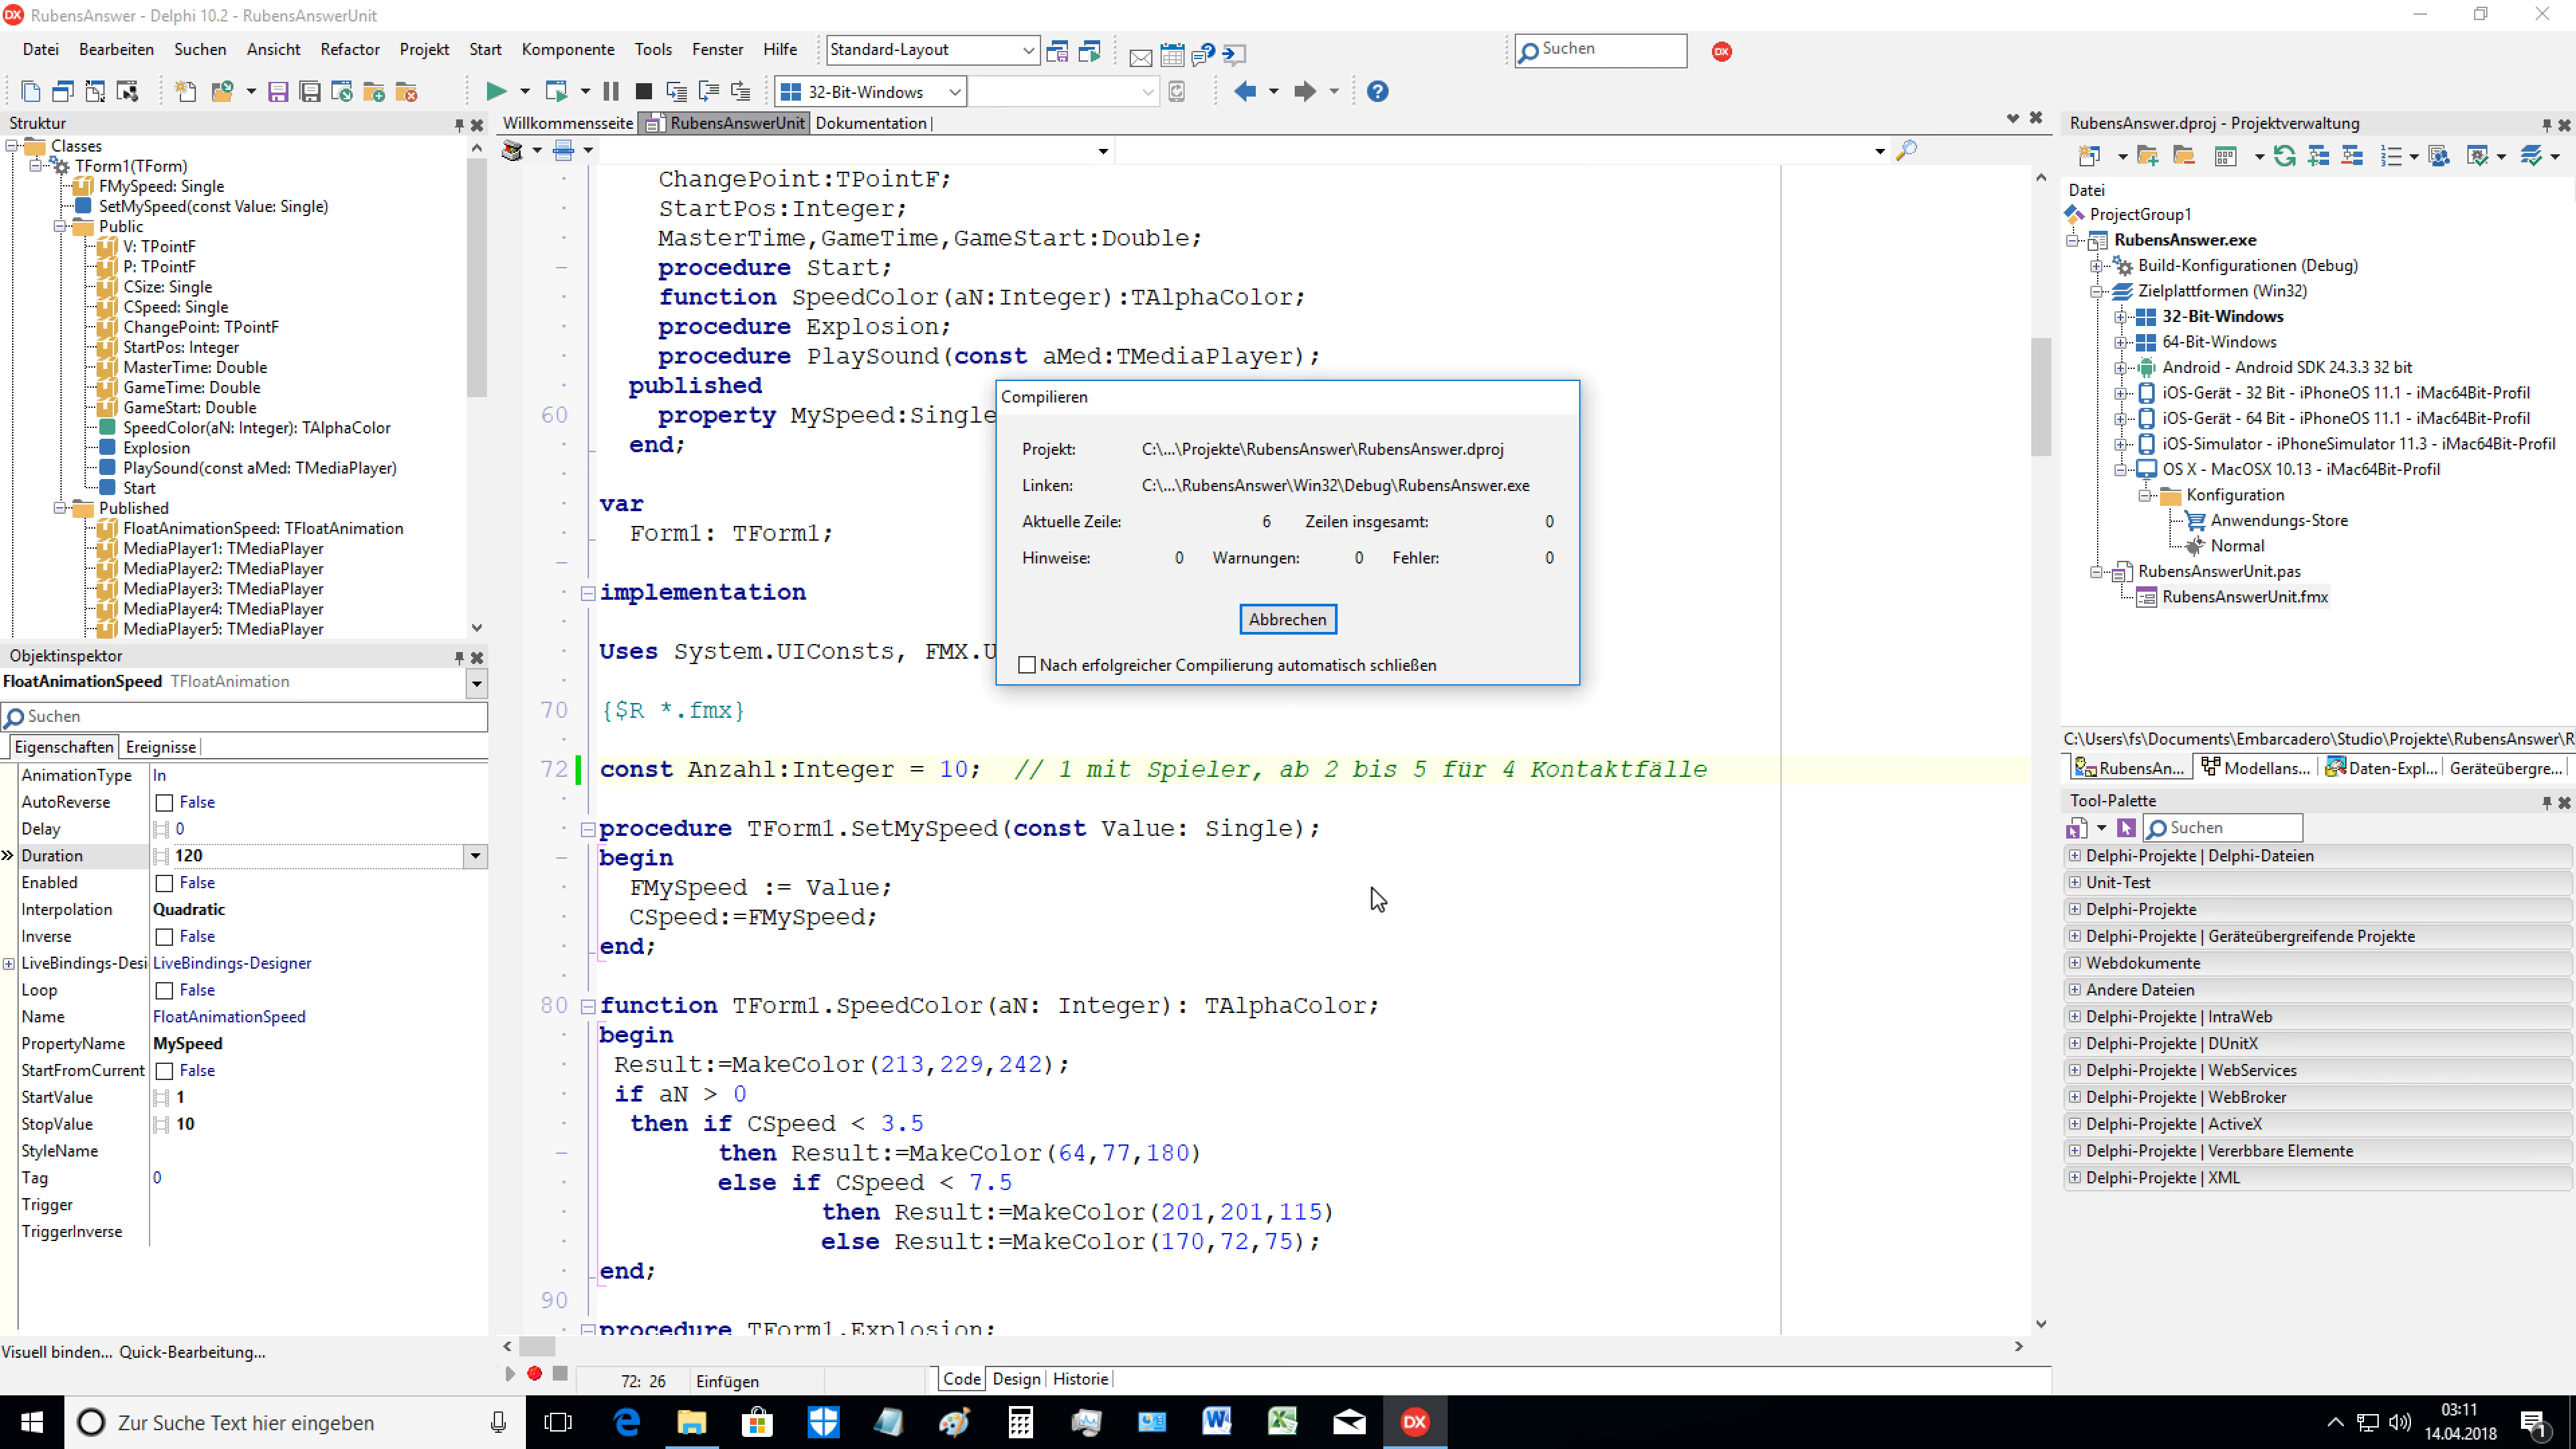 RubensAnswer - Delphi 10.2 - RubensAnswerUnit
Datei Bearbeiten Suchen Ansicht Refactor Projekt Start Komponente Tools Fenster Hilfe Standard-Layout Suchen DX
32-Bit-Windows
Struktur
Classes
TForm1(TForm)
FMySpeed: Single
SetMySpeed(const Value: Single)
Public
V: TPointF
P: TPointF
CSize: Single
CSpeed: Single
ChangePoint: TPointF
StartPos: Integer
MasterTime: Double
GameTime: Double
GameStart: Double
SpeedColor(aN: Integer): TAlphaColor
Explosion
PlaySound(const aMed: TMediaPlayer)
Start
Published
FloatAnimationSpeed: TFloatAnimation
MediaPlayer1: TMediaPlayer
MediaPlayer2: TMediaPlayer
MediaPlayer3: TMediaPlayer
MediaPlayer4: TMediaPlayer
MediaPlayer5: TMediaPlayer
Objektinspektor
FloatAnimationSpeed TFloatAnimation
Suchen
Eigenschaften Ereignisse
AnimationType In
AutoReverse False
Delay 0
Duration 120
Enabled False
Interpolation Quadratic
Inverse False
LiveBindings-Desi LiveBindings-Designer
Loop False
Name FloatAnimationSpeed
PropertyName MySpeed
StartFromCurrent False
StartValue 1
StopValue 10
StyleName
Tag 0
Trigger
TriggerInverse
Visuell binden... Quick-Bearbeitung...
Willkommensseite RubensAnswerUnit Dokumentation
ChangePoint:TPointF;
StartPos:Integer;
MasterTime,GameTime,GameStart:Double;
procedure Start;
function SpeedColor(aN:Integer):TAlphaColor;
procedure Explosion;
procedure PlaySound(const aMed:TMediaPlayer);
published
60 property MySpeed:Single
end;
var
Form1: TForm1;
implementation
Uses System.UIConsts, FMX.U
70 {$R *.fmx}
72 const Anzahl:Integer = 10; // 1 mit Spieler, ab 2 bis 5 für 4 Kontaktfälle
procedure TForm1.SetMySpeed(const Value: Single);
begin
FMySpeed := Value;
CSpeed:=FMySpeed;
end;
80 function TForm1.SpeedColor(aN: Integer): TAlphaColor;
begin
Result:=MakeColor(213,229,242);
if aN > 0
then if CSpeed < 3.5
then Result:=MakeColor(64,77,180)
else if CSpeed < 7.5
then Result:=MakeColor(201,201,115)
else Result:=MakeColor(170,72,75);
end;
90
procedure TForm1.Explosion;
72: 26 Einfügen Code Design Historie
Compilieren
Projekt: C:\...\Projekte\RubensAnswer\RubensAnswer.dproj
Linken: C:\...\RubensAnswer\Win32\Debug\RubensAnswer.exe
Aktuelle Zeile: 6 Zeilen insgesamt: 0
Hinweise: 0 Warnungen: 0 Fehler: 0
Abbrechen
Nach erfolgreicher Compilierung automatisch schließen
RubensAnswer.dproj - Projektverwaltung
Datei
ProjectGroup1
RubensAnswer.exe
Build-Konfigurationen (Debug)
Zielplattformen (Win32)
32-Bit-Windows
64-Bit-Windows
Android - Android SDK 24.3.3 32 bit
iOS-Gerät - 32 Bit - iPhoneOS 11.1 - iMac64Bit-Profil
iOS-Gerät - 64 Bit - iPhoneOS 11.1 - iMac64Bit-Profil
iOS-Simulator - iPhoneSimulator 11.3 - iMac64Bit-Profil
OS X - MacOSX 10.13 - iMac64Bit-Profil
Konfiguration
Anwendungs-Store
Normal
RubensAnswerUnit.pas
RubensAnswerUnit.fmx
C:\Users\fs\Documents\Embarcadero\Studio\Projekte\RubensAnswer\R
RubensAn... Modellans... Daten-Expl... Geräteübergre...
Tool-Palette
Suchen
Delphi-Projekte | Delphi-Dateien
Unit-Test
Delphi-Projekte
Delphi-Projekte | Geräteübergreifende Projekte
Webdokumente
Andere Dateien
Delphi-Projekte | IntraWeb
Delphi-Projekte | DUnitX
Delphi-Projekte | WebServices
Delphi-Projekte | WebBroker
Delphi-Projekte | ActiveX
Delphi-Projekte | Vererbbare Elemente
Delphi-Projekte | XML
Zur Suche Text hier eingeben
DX
03:11
14.04.2018
1